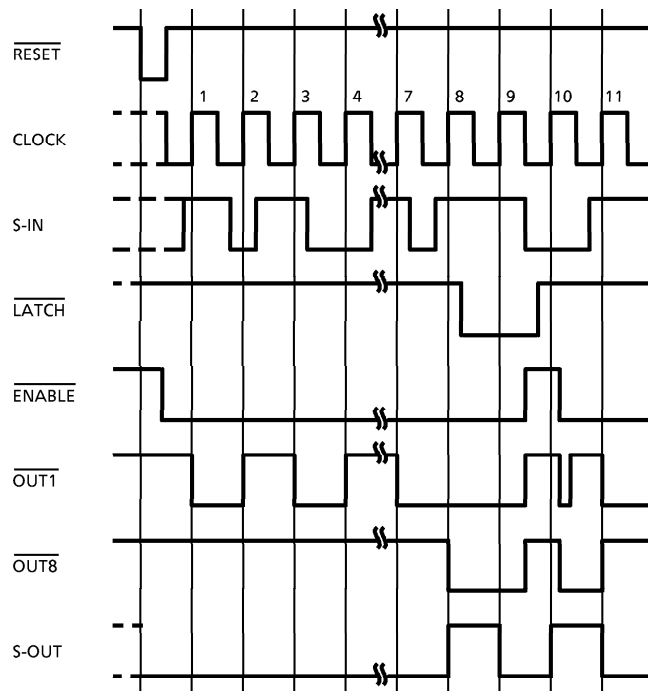 RESET
1 2 3 4 7 8 9 10 11
CLOCK
S-IN
LATCH
ENABLE
OUT1
OUT8
S-OUT